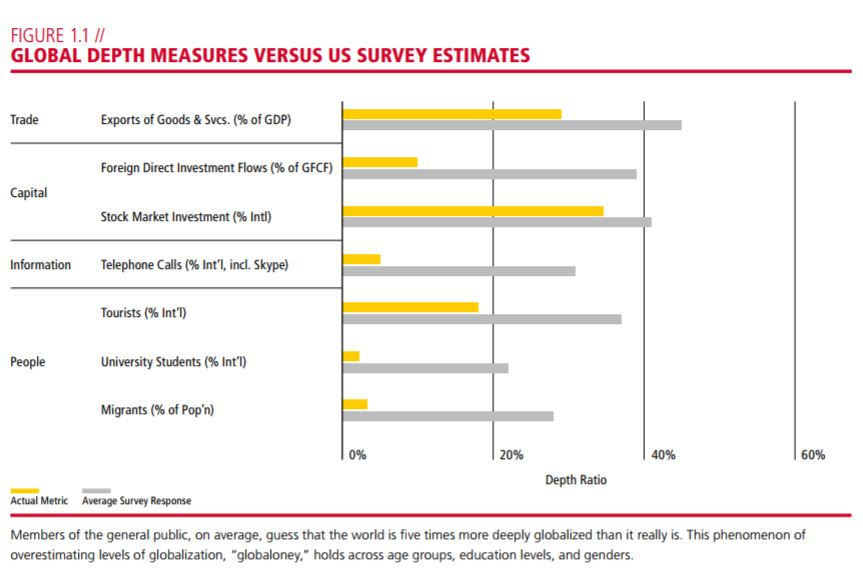 FIGURE 1.1 //
GLOBAL DEPTH MEASURES VERSUS US SURVEY ESTIMATES
Trade Exports of Goods & Svcs. (% of GDP)
Foreign Direct Investment Flows (% of GFCF)
Capital
Stock Market Investment (% Intl)
Information Telephone Calls (% Int'l, incl. Skype)
Tourists (% Int'l)
People University Students (% Int'l)
Migrants (% of Pop'n)
0% 20% 40% 60%
Depth Ratio
Actual Metric Average Survey Response
Members of the general public, on average, guess that the world is five times more deeply globalized than it really is. This phenomenon of
overestimating levels of globalization, “globaloney,” holds across age groups, education levels, and genders.